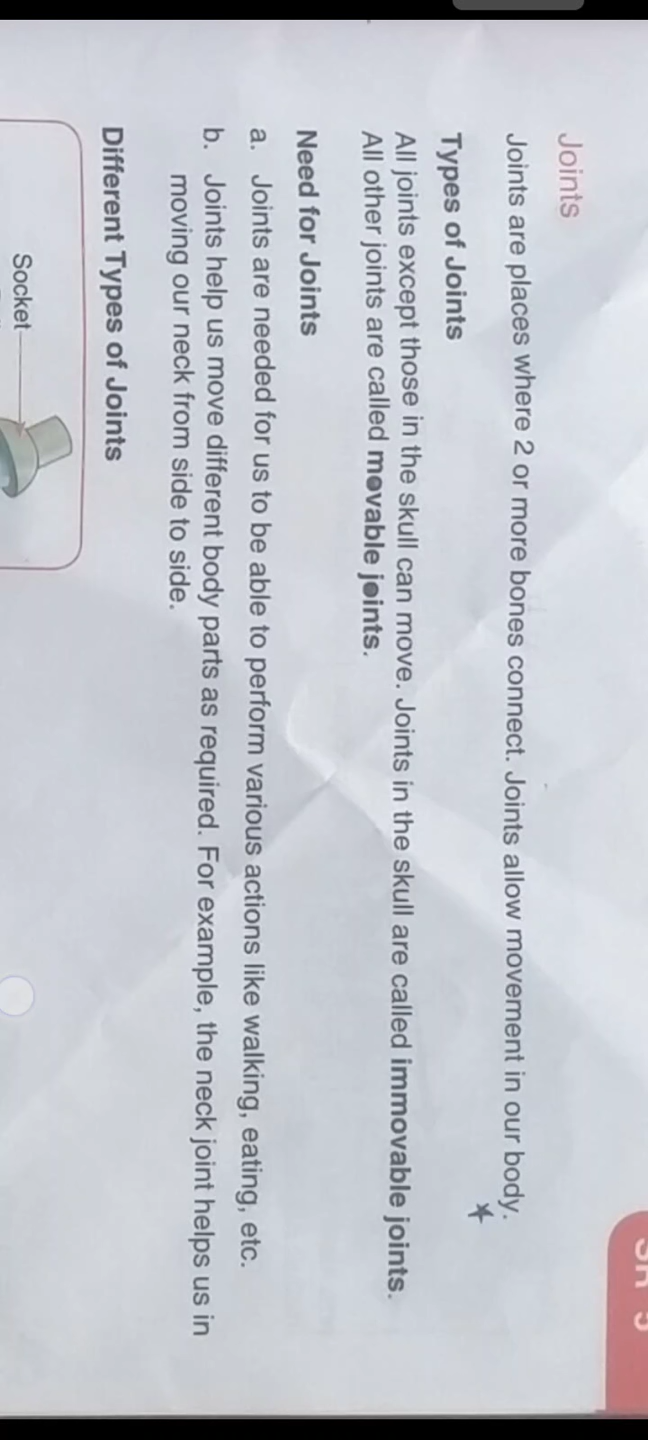 Joints
Joints are places where 2 or more bones connect. Joints allow movement in our body.
Types of Joints
All joints except those in the skull can move. Joints in the skull are called immovable joints.
All other joints are called movable joints.
Need for Joints
a. Joints are needed for us to be able to perform various actions like walking, eating, etc.
b. Joints help us move different body parts as required. For example, the neck joint helps us in
moving our neck from side to side.
Different Types of Joints
Socket